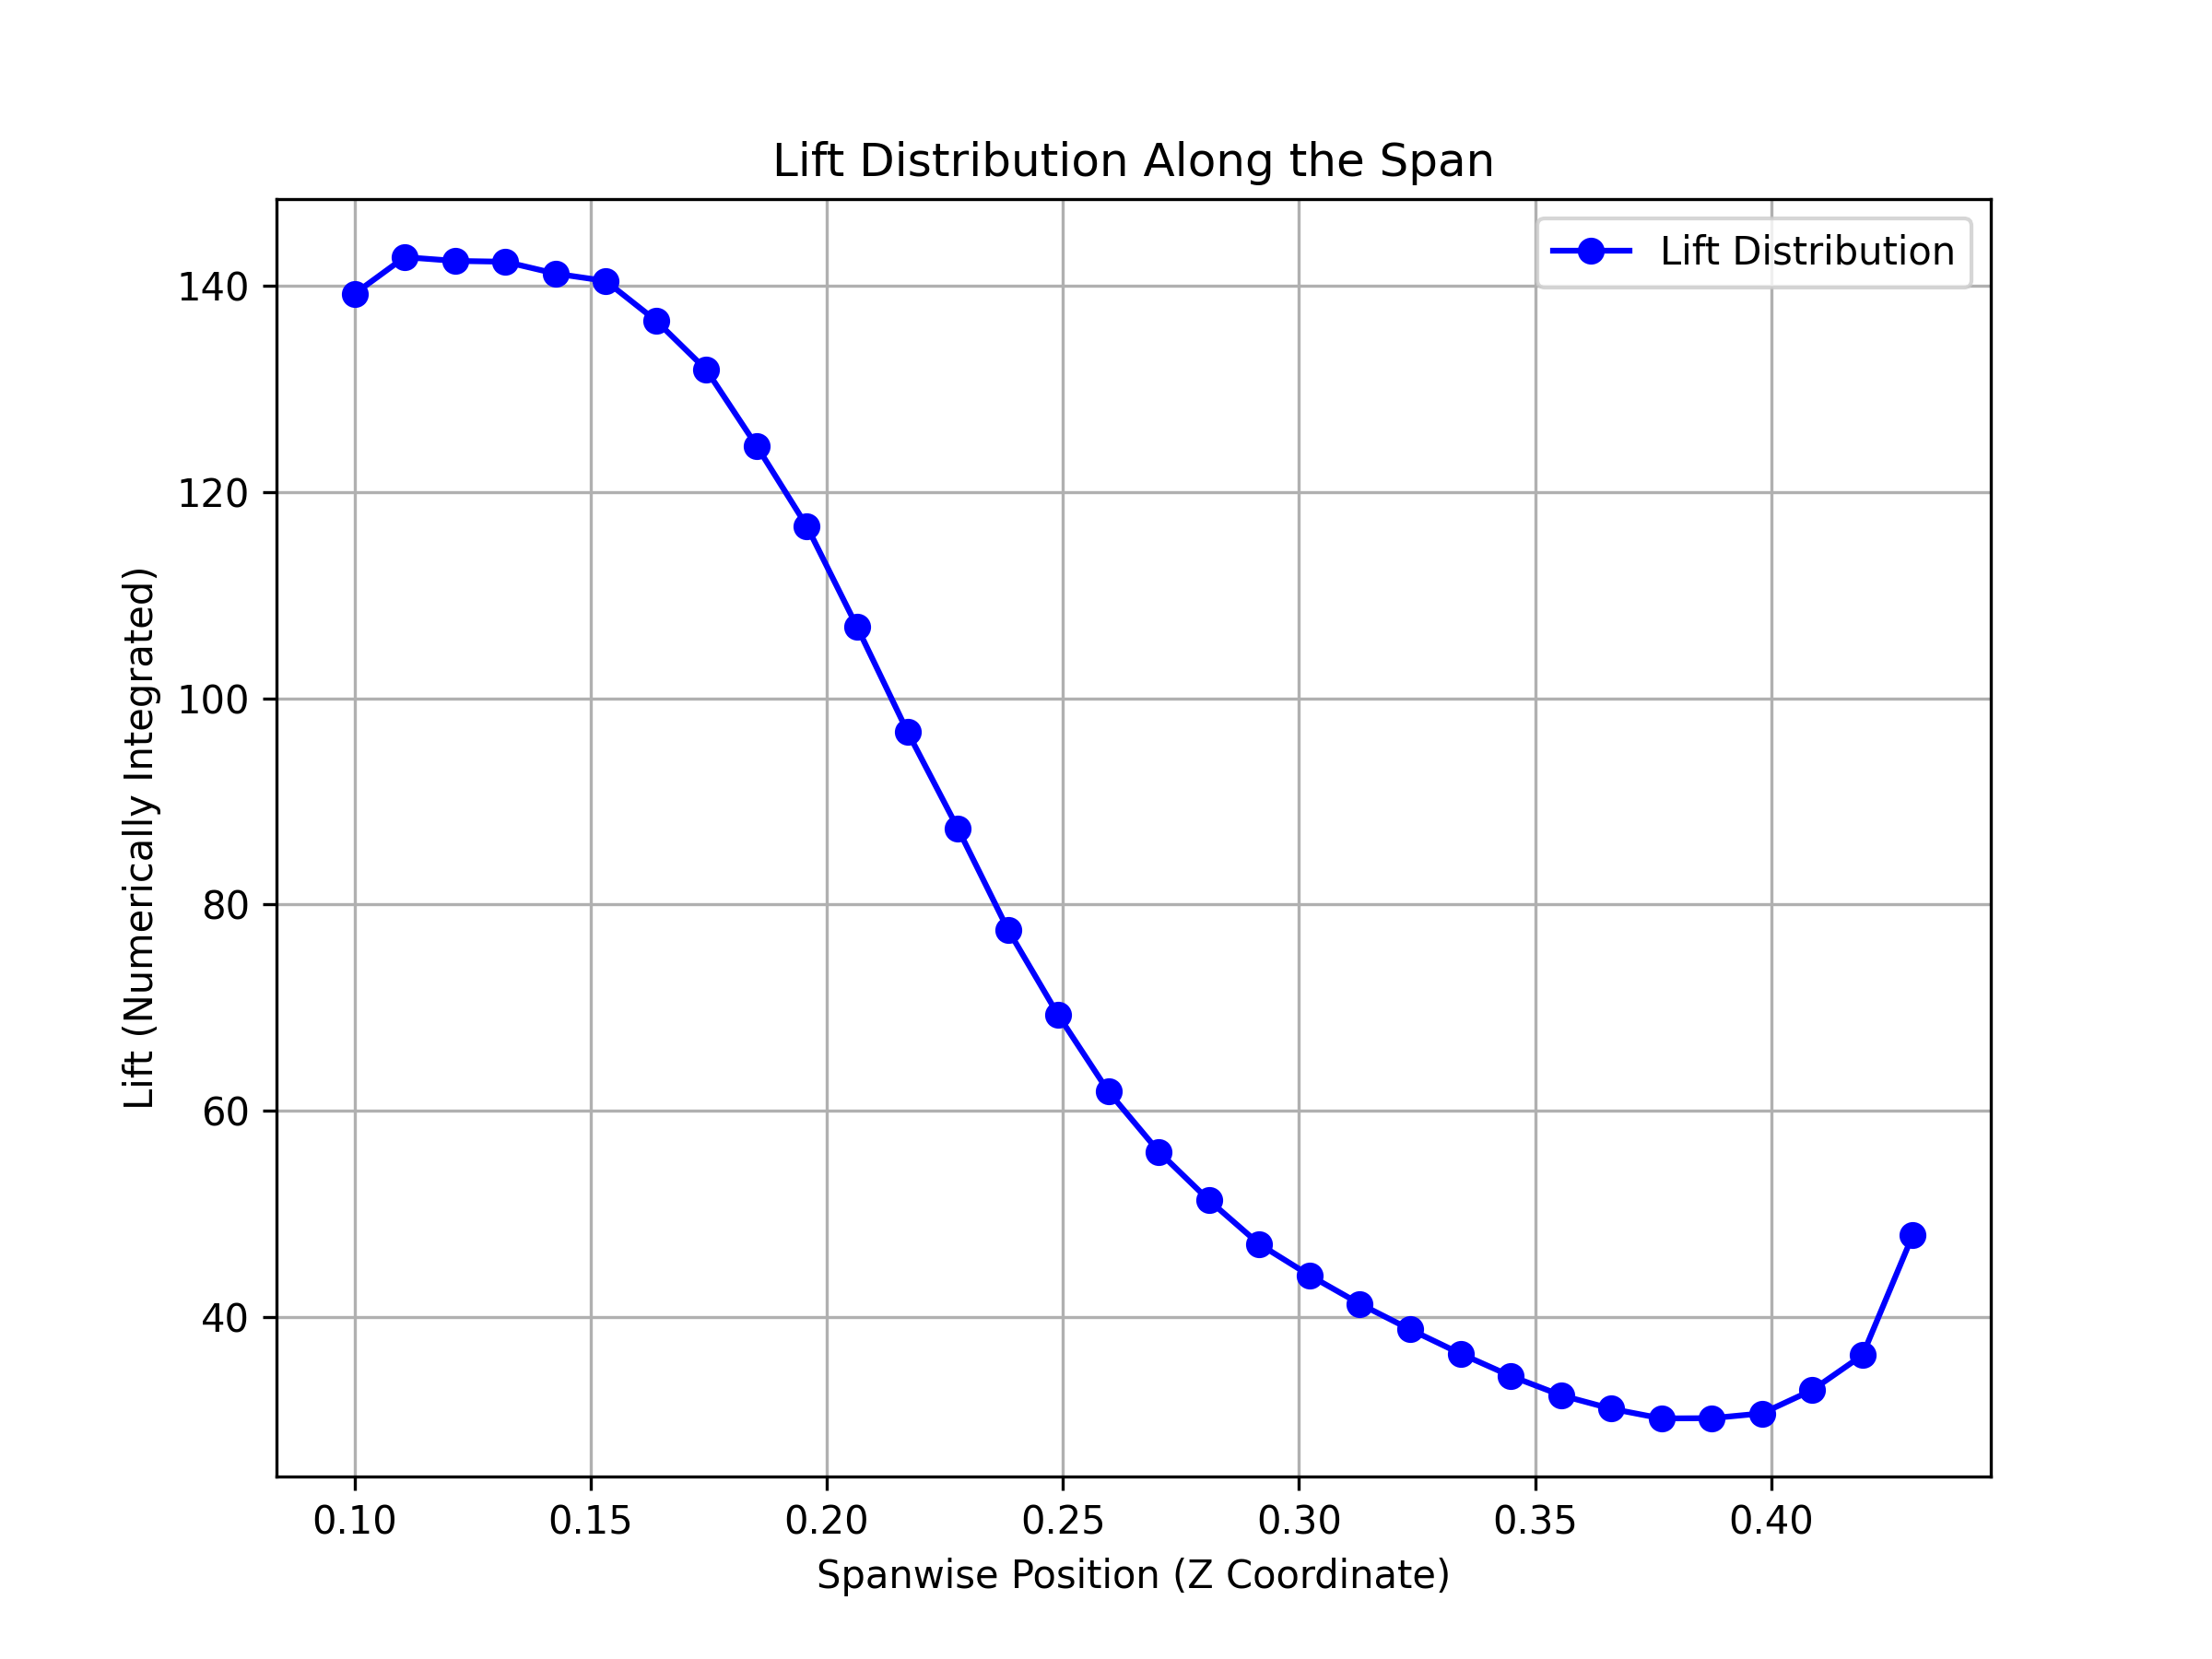 Lift Distribution Along the Span
Lift Distribution
Lift (Numerically Integrated)
140
120
100
80
60
40
0.10 0.15 0.20 0.25 0.30 0.35 0.40
Spanwise Position (Z Coordinate)